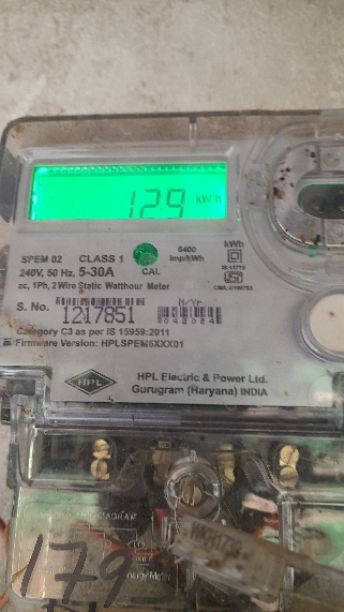 129 kWh
SPEM 02 CLASS 1 6400 kWh
240V, 50 Hz, 5-30A CAL imp/kWh
ac, 1Ph, 2 Wire Static Watthour Meter
S. No. 1217851 M/Yr
Category C3 as per IS 15959:2011
Firmware Version: HPLSPEM6XXX01
HPL HPL Electric & Power Ltd.
Gurugram (Haryana) INDIA
179